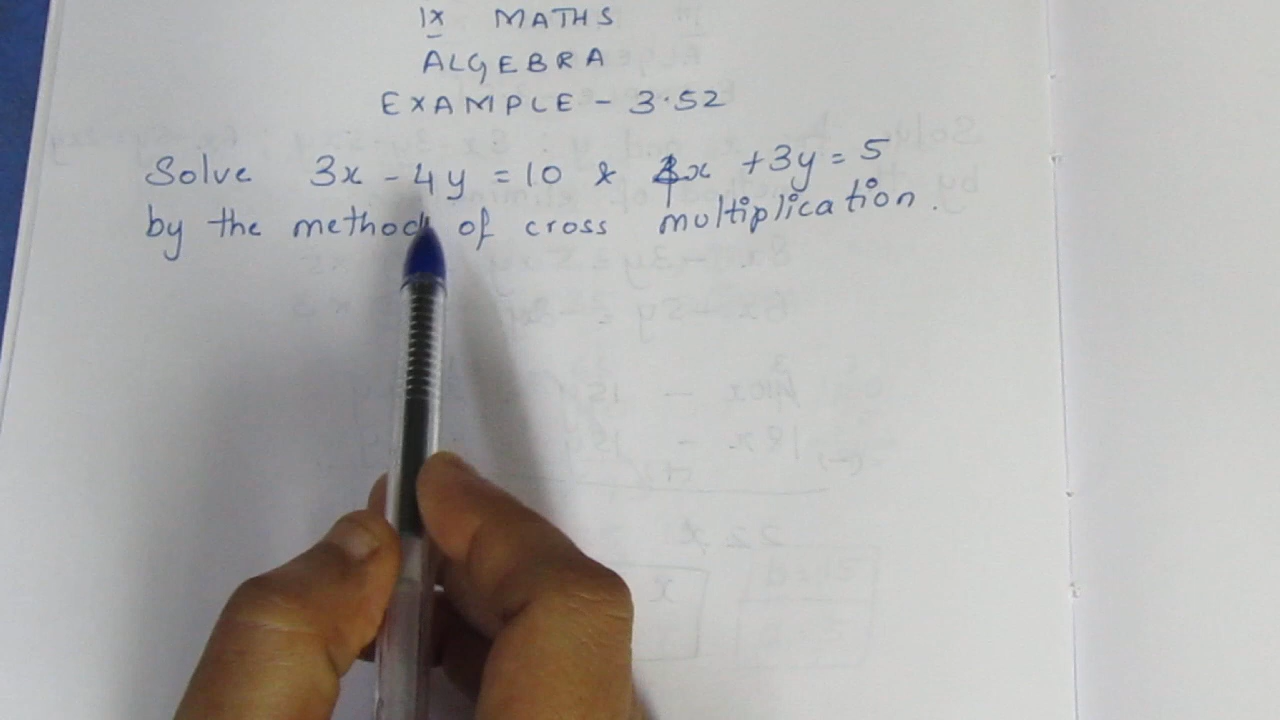 IX MATHS
ALGEBRA
EXAMPLE - 3.52
Solve 3x - 4y = 10 & 4x + 3y = 5
by the method of cross multiplication.